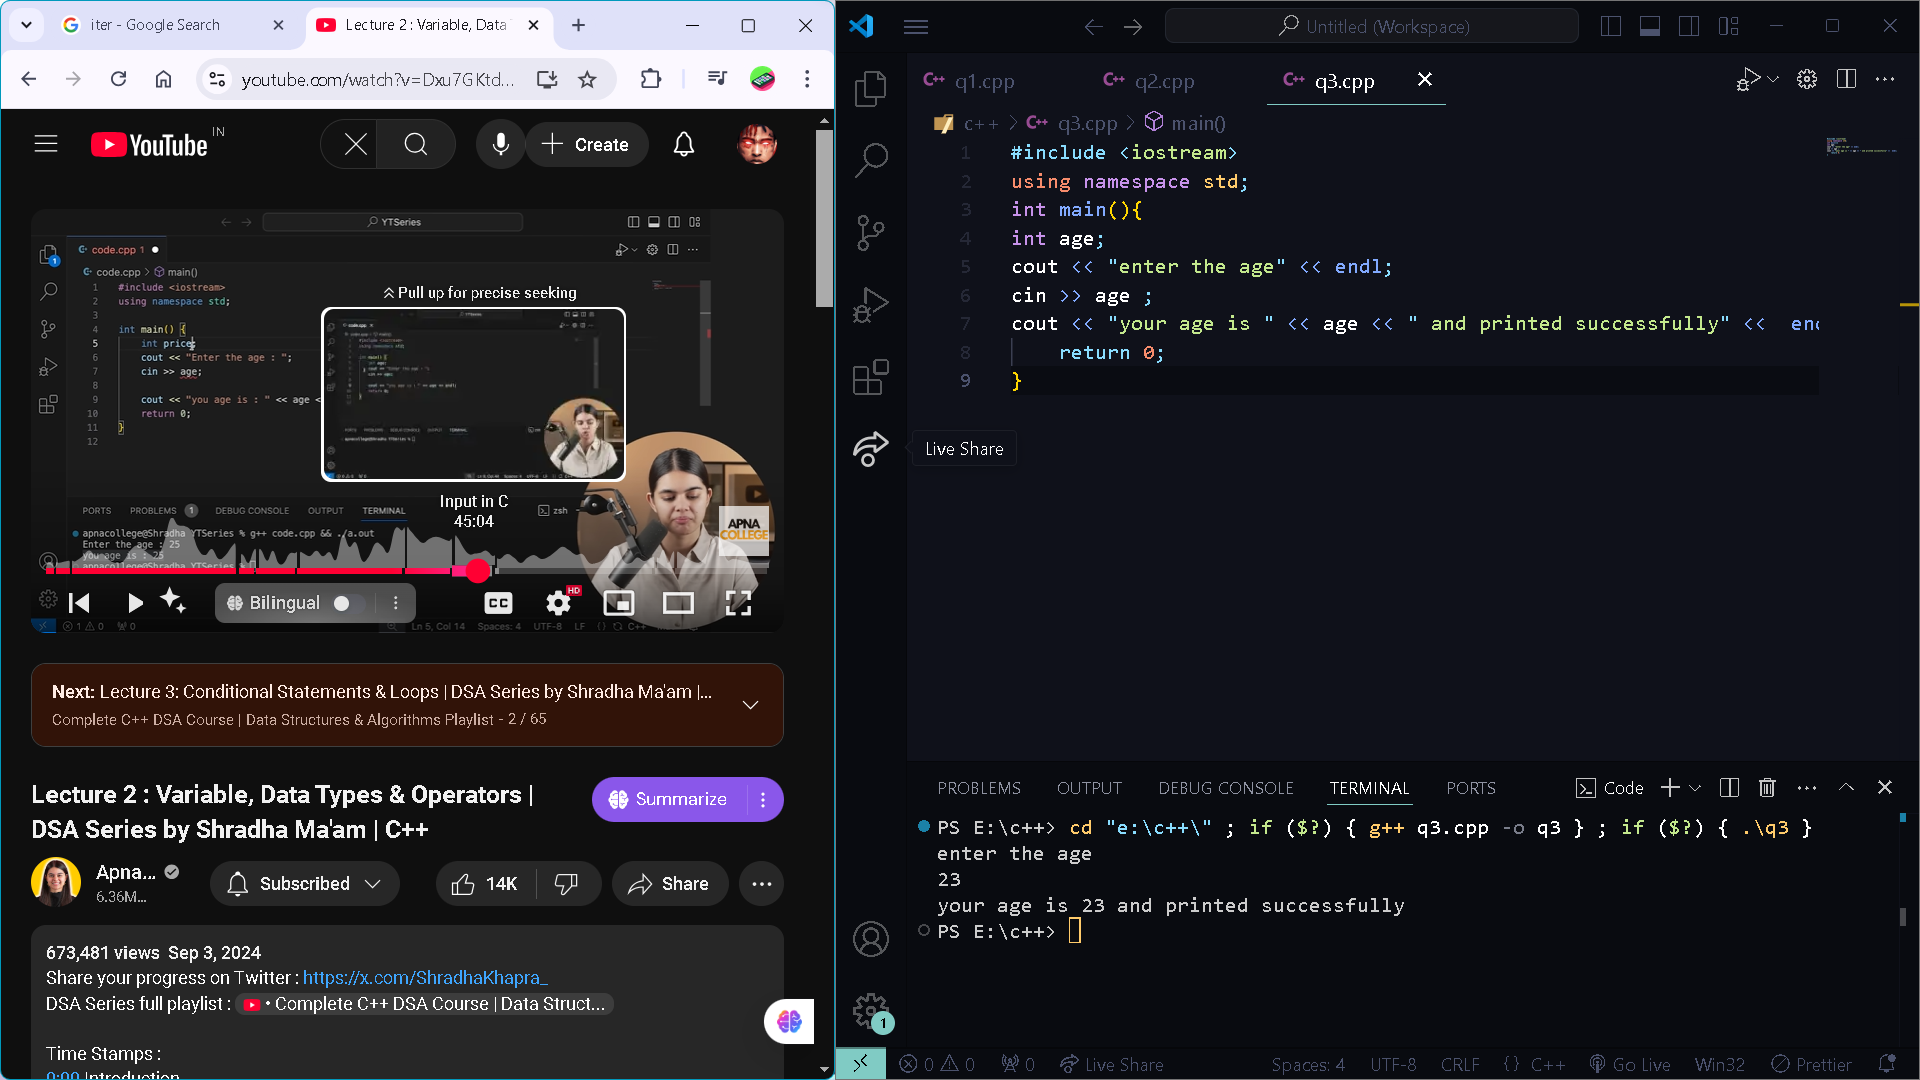 iter - Google Search
Lecture 2 : Variable, Data
youtube.com/watch?v=Dxu7GKtd...
YouTube IN
Create
YTSeries
code.cpp 1
code.cpp > main()
1 #include <iostream>
2 using namespace std;
3
4 int main() {
5 int price;
6 cout << "Enter the age : ";
7 cin >> age;
8
9 cout << "you age is : " << age <
10 return 0;
11 }
12
Pull up for precise seeking
Input in C
45:04
PORTS PROBLEMS 1 DEBUG CONSOLE OUTPUT TERMINAL zsh
apnacollege@Shradha YTSeries % g++ code.cpp && ./a.out
Enter the age : 25
you age is : 25
apnacollege@Shradha YTSeries %
APNA
COLLEGE
Bilingual
CC
HD
1 0 0 Ln 5, Col 14 Spaces: 4 UTF-8 LF {} C++
Next: Lecture 3: Conditional Statements & Loops | DSA Series by Shradha Ma'am |...
Complete C++ DSA Course | Data Structures & Algorithms Playlist - 2 / 65
Lecture 2 : Variable, Data Types & Operators |
DSA Series by Shradha Ma'am | C++
Summarize
Apna...
6.36M...
Subscribed
14K
Share
673,481 views Sep 3, 2024
Share your progress on Twitter : https://x.com/ShradhaKhapra_
DSA Series full playlist : • Complete C++ DSA Course | Data Struct...
Time Stamps :
0:00 Introduction
Untitled (Workspace)
q1.cpp
q2.cpp
q3.cpp
c++ > q3.cpp > main()
1 #include <iostream>
2 using namespace std;
3 int main(){
4 int age;
5 cout << "enter the age" << endl;
6 cin >> age ;
7 cout << "your age is " << age << " and printed successfully" << en
8 return 0;
9 }
Live Share
PROBLEMS OUTPUT DEBUG CONSOLE TERMINAL PORTS Code
PS E:\c++> cd "e:\c++\" ; if ($?) { g++ q3.cpp -o q3 } ; if ($?) { .\q3 }
enter the age
23
your age is 23 and printed successfully
PS E:\c++>
1
0 0 0 Live Share Spaces: 4 UTF-8 CRLF {} C++ Go Live Win32 Prettier